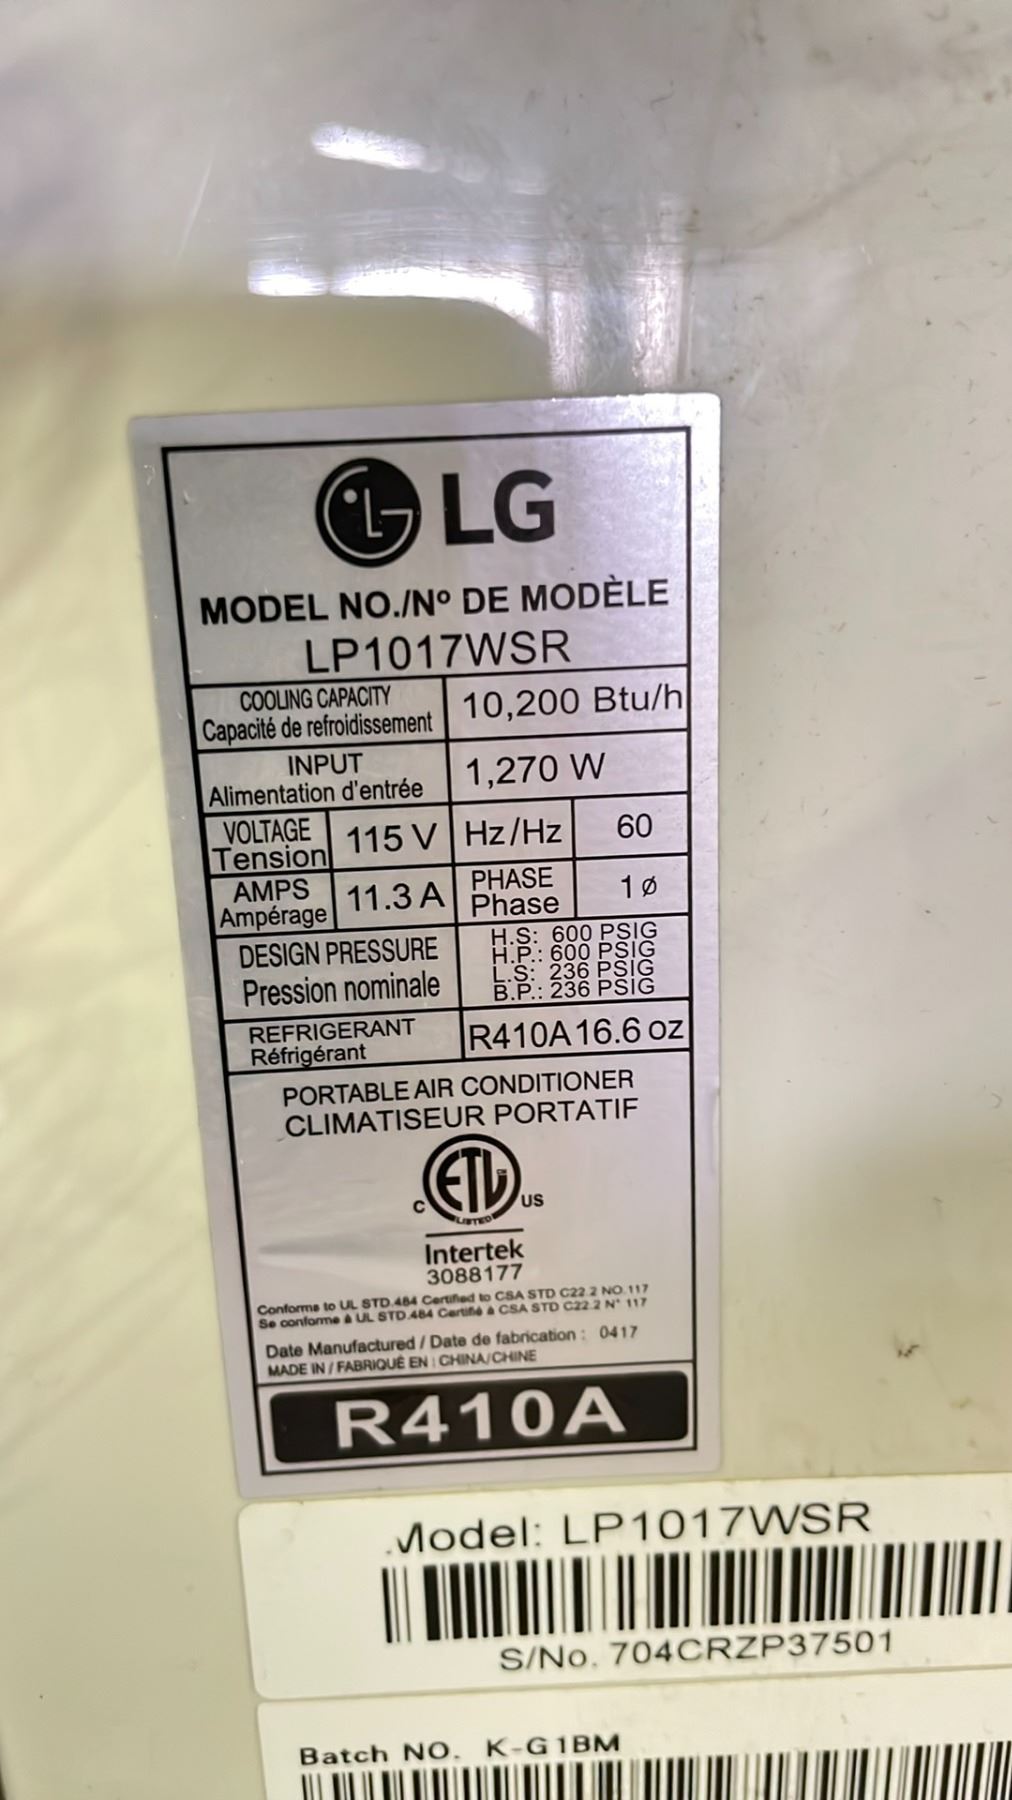 LG
MODEL NO./Nº DE MODÈLE
LP1017WSR
COOLING CAPACITY
Capacité de refroidissement
10,200 Btu/h
INPUT
Alimentation d'entrée
1,270 W
VOLTAGE
Tension
115 V
Hz/Hz
60
AMPS
Ampérage
11.3 A
PHASE
Phase
1 ø
DESIGN PRESSURE
Pression nominale
H.S: 600 PSIG
H.P.: 600 PSIG
L.S: 236 PSIG
B.P.: 236 PSIG
REFRIGERANT
Réfrigérant
R410A 16.6 oz
PORTABLE AIR CONDITIONER
CLIMATISEUR PORTATIF
C ETL CM US
LISTED
Intertek
3088177
Conforms to UL STD.484 Certified to CSA STD C22.2 NO.117
Se conforme à UL STD.484 Certifié à CSA STD C22.2 N° 117
Date Manufactured / Date de fabrication : 0417
MADE IN / FABRIQUÉ EN : CHINA/CHINE
R410A
Model: LP1017WSR
S/No. 704CRZP37501
Batch NO. K-G1BM